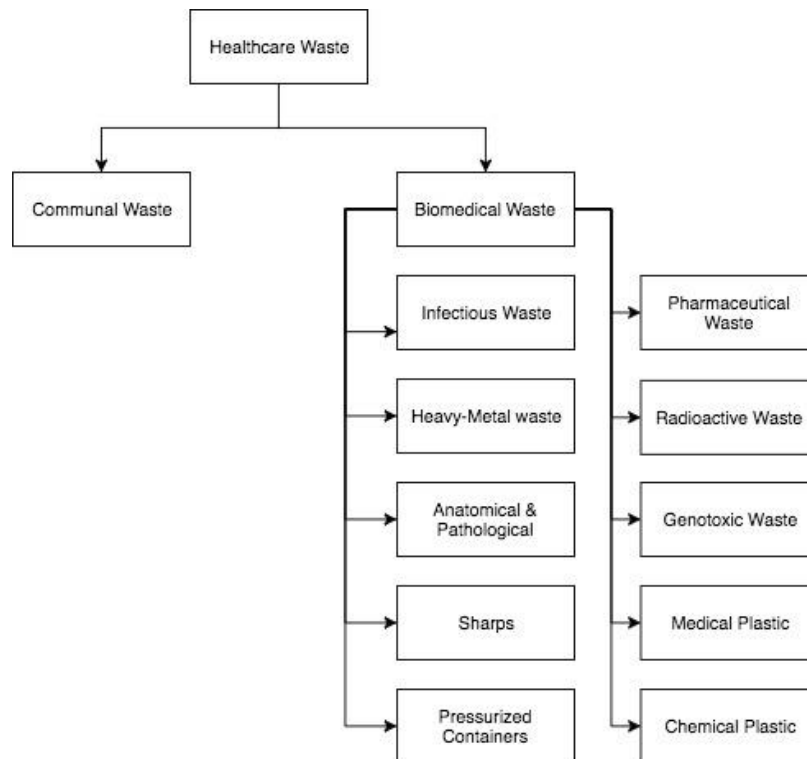 Healthcare Waste
Communal Waste
Biomedical Waste
Infectious Waste
Pharmaceutical
Waste
Heavy-Metal waste
Radioactive Waste
Anatomical &
Pathological
Genotoxic Waste
Sharps
Medical Plastic
Pressurized
Containers
Chemical Plastic